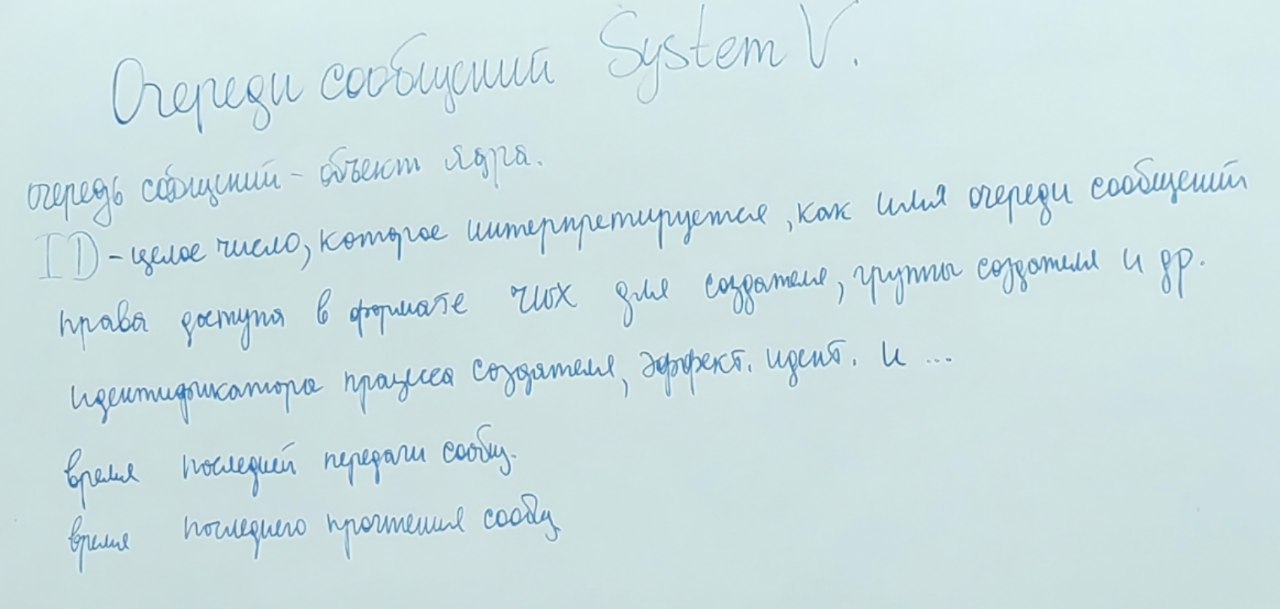 Очереди сообщений System V.
очередь сообщений - объект ядра.
ID - целое число, которое интерпретируется, как имя очереди сообщений
права доступа в формате чих для создателя, группы создателя и др.
идентификатора процесса создателя, эффект. идент. и ...
время последней передачи сообщ.
время последнего прочтения сообщ.